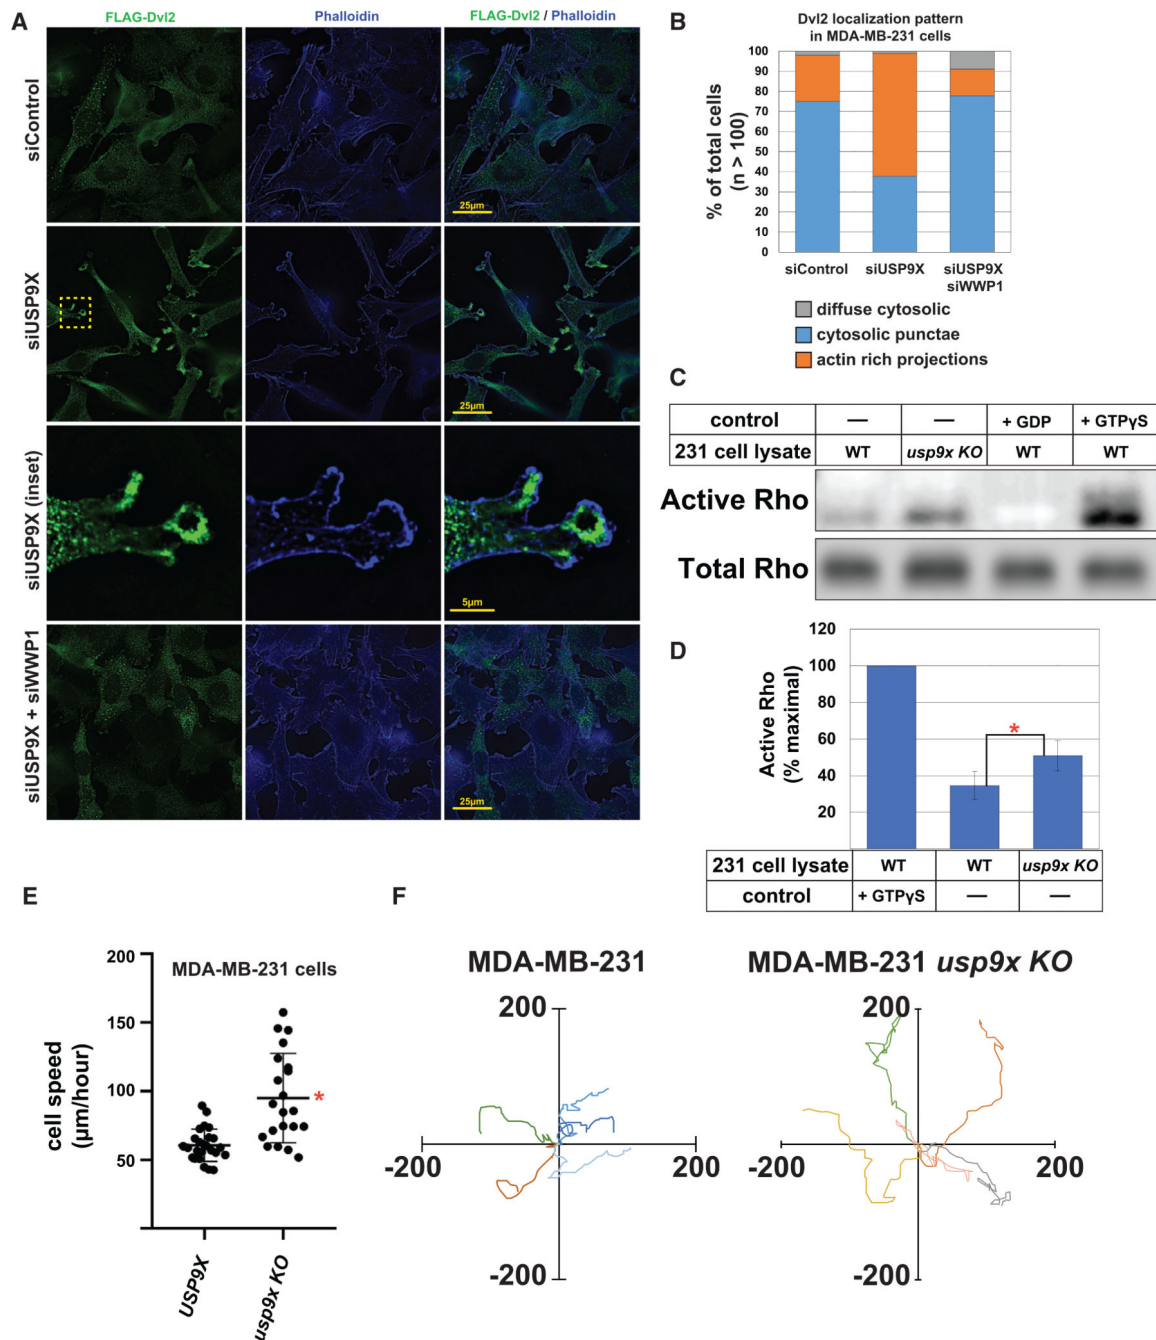 A
FLAG-Dvl2
Phalloidin
FLAG-Dvl2 / Phalloidin
siControl
25µm
siUSP9X
25µm
siUSP9X (inset)
5µm
siUSP9X + siWWP1
25µm
B
Dvl2 localization pattern
in MDA-MB-231 cells
% of total cells
(n > 100)
100
90
80
70
60
50
40
30
20
10
0
siControl
siUSP9X
siUSP9X
siWWP1
diffuse cytosolic
cytosolic punctae
actin rich projections
C
control — — + GDP + GTPγS
231 cell lysate WT usp9x KO WT WT
Active Rho
Total Rho
D
Active Rho
(% maximal)
120
100
80
60
40
20
*
231 cell lysate WT WT usp9x KO
control + GTPγS — —
E
MDA-MB-231 cells
cell speed
(µm/hour)
200
150
100
50
*
USP9X
usp9x KO
F
MDA-MB-231
200
-200
200
-200
MDA-MB-231 usp9x KO
200
-200
200
-200